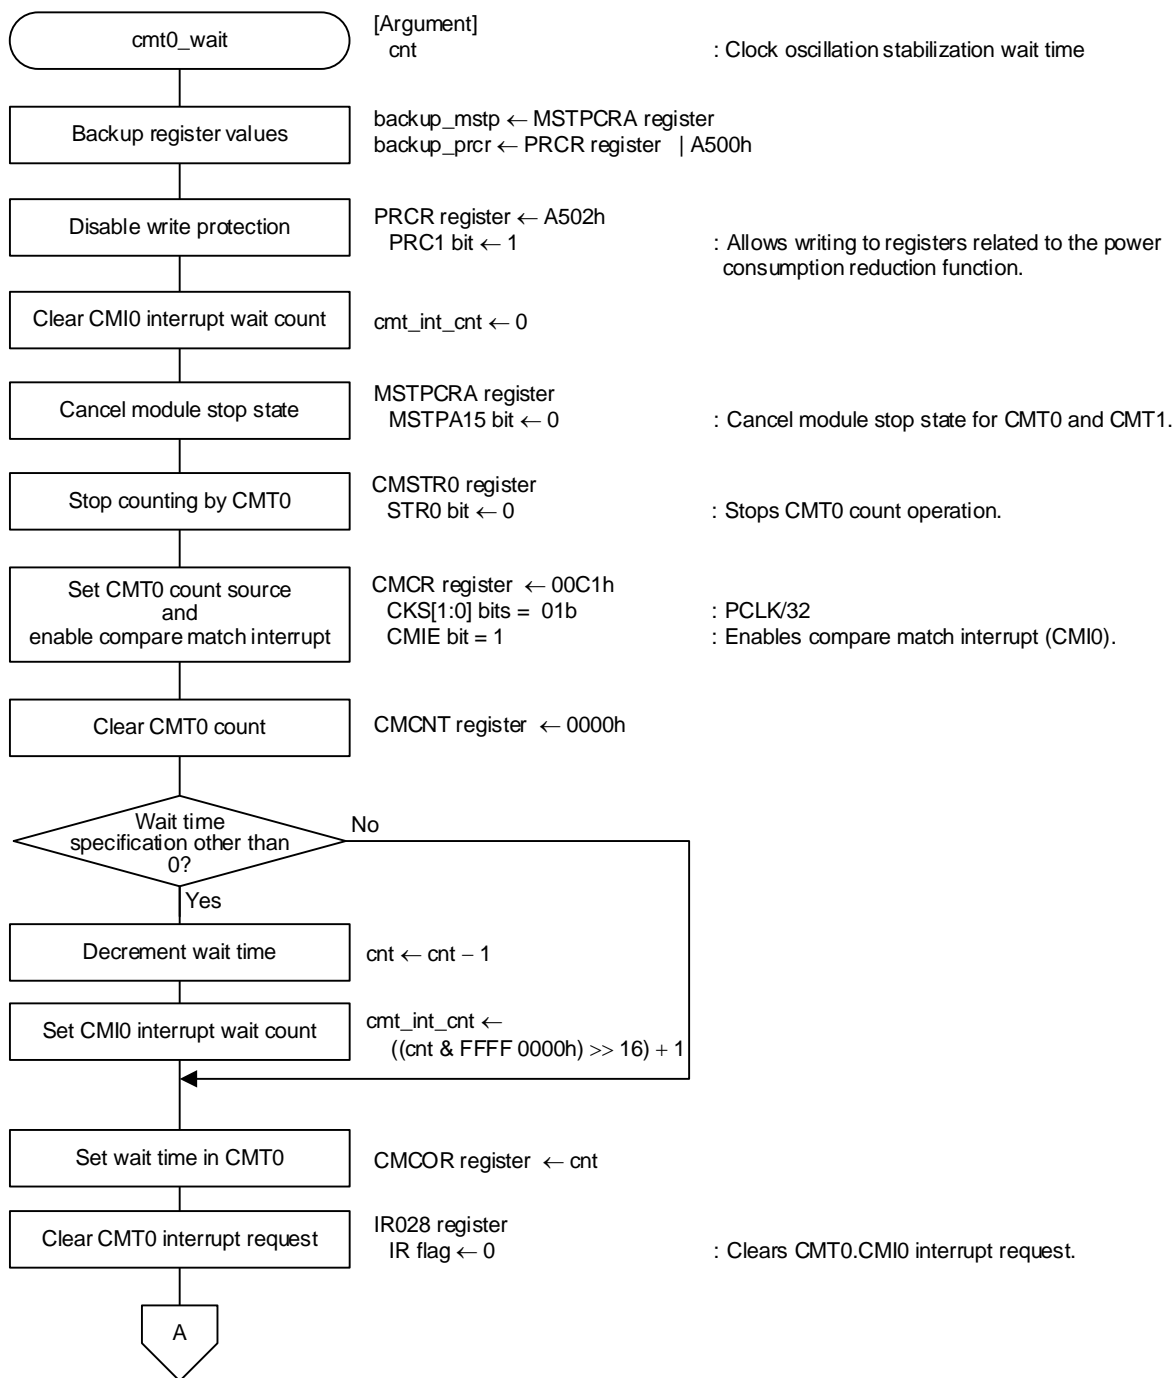 cmt0_wait
[Argument]
cnt : Clock oscillation stabilization wait time
Backup register values
backup_mstp ← MSTPCRA register
backup_prcr ← PRCR register | A500h
Disable write protection
PRCR register ← A502h
PRC1 bit ← 1 : Allows writing to registers related to the power
consumption reduction function.
Clear CMI0 interrupt wait count
cmt_int_cnt ← 0
Cancel module stop state
MSTPCRA register
MSTPA15 bit ← 0 : Cancel module stop state for CMT0 and CMT1.
Stop counting by CMT0
CMSTR0 register
STR0 bit ← 0 : Stops CMT0 count operation.
Set CMT0 count source
and
enable compare match interrupt
CMCR register ← 00C1h
CKS[1:0] bits = 01b : PCLK/32
CMIE bit = 1 : Enables compare match interrupt (CMI0).
Clear CMT0 count
CMCNT register ← 0000h
Wait time
specification other than
0?
No
Yes
Decrement wait time
cnt ← cnt − 1
Set CMI0 interrupt wait count
cmt_int_cnt ←
((cnt & FFFF 0000h) >> 16) + 1
Set wait time in CMT0
CMCOR register ← cnt
Clear CMT0 interrupt request
IR028 register
IR flag ← 0 : Clears CMT0.CMI0 interrupt request.
A